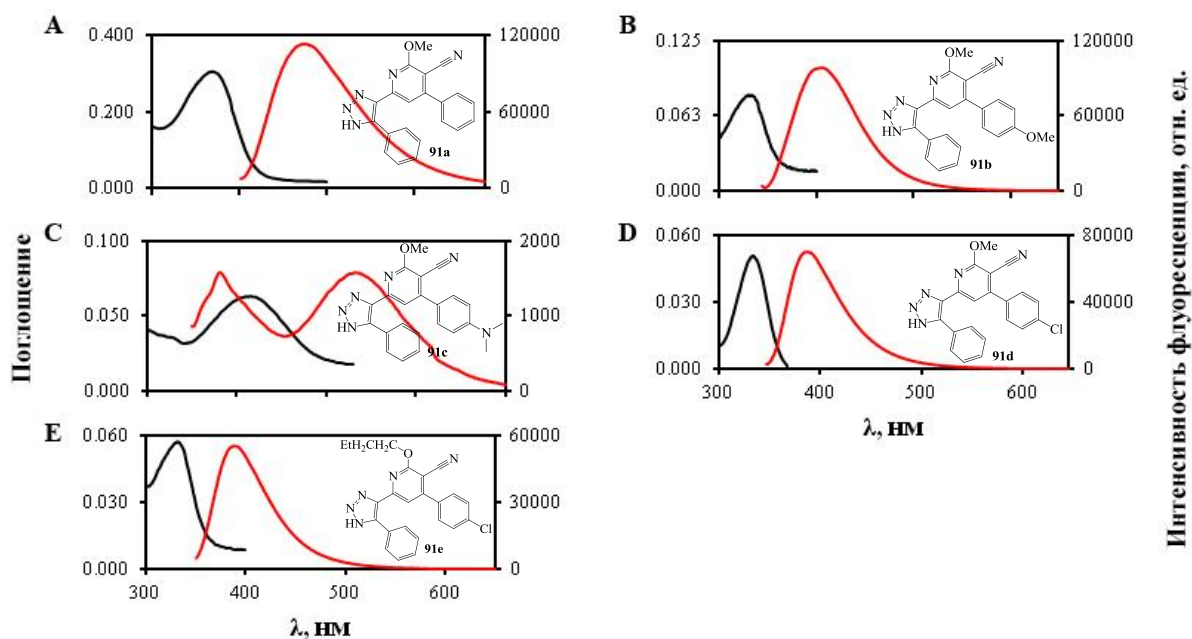 A
0.400
0.200
0.000
120000
60000
0
OMe
N
N
N
N
HN
91a
B
0.125
0.063
0.000
120000
60000
0
OMe
N
N
N
N
HN
OMe
91b
C
0.100
0.050
0.000
2000
1000
0
OMe
N
N
N
N
HN
N
91c
D
0.060
0.030
0.000
80000
40000
0
OMe
N
N
N
N
HN
Cl
91d
300 400 500 600
λ, нм
E
0.060
0.030
0.000
60000
30000
0
EtH₂CH₂C
O
N
N
N
N
HN
Cl
91e
300 400 500 600
λ, нм
Поглощение
Интенсивность флуоресценции, отн. ед.